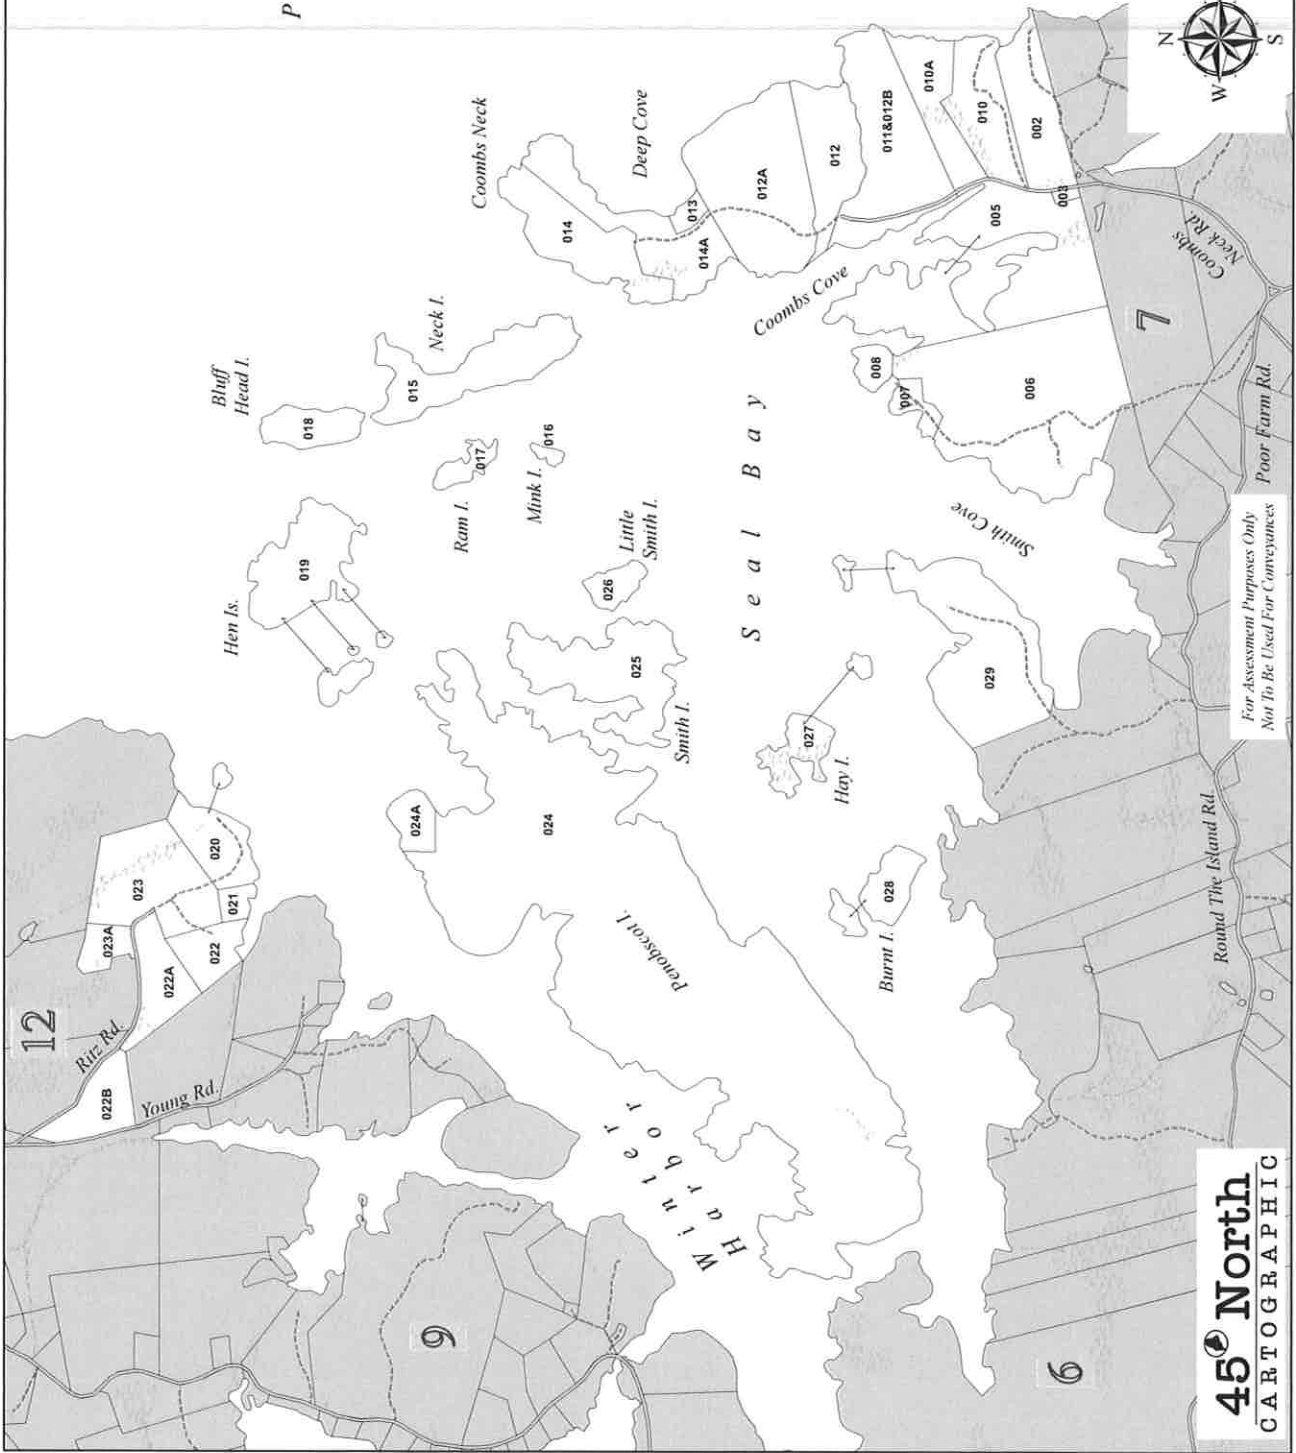 P
N
W
S
Coombs Neck
Deep Cove
011&012B
010A
010
002
012
012A
013
014
014A
003
005
Coombs
Neck Rd.
Coombs Cove
Neck I.
015
Bluff
Head I.
018
008
007
006
7
Poor Farm Rd.
017
016
Ram I.
Mink I.
Seal Bay
Smith Cove
Hen Is.
019
Little
Smith I.
026
025
Smith I.
029
For Assessment Purposes Only
Not To Be Used For Conveyances
027
Hay I.
024A
024
020
023
021
023A
022
022A
028
Burnt I.
Penobscot I.
Round The Island Rd.
12
Ritz Rd.
022B
Young Rd.
Winter
Harbor
9
6
45 North
CARTOGRAPHIC